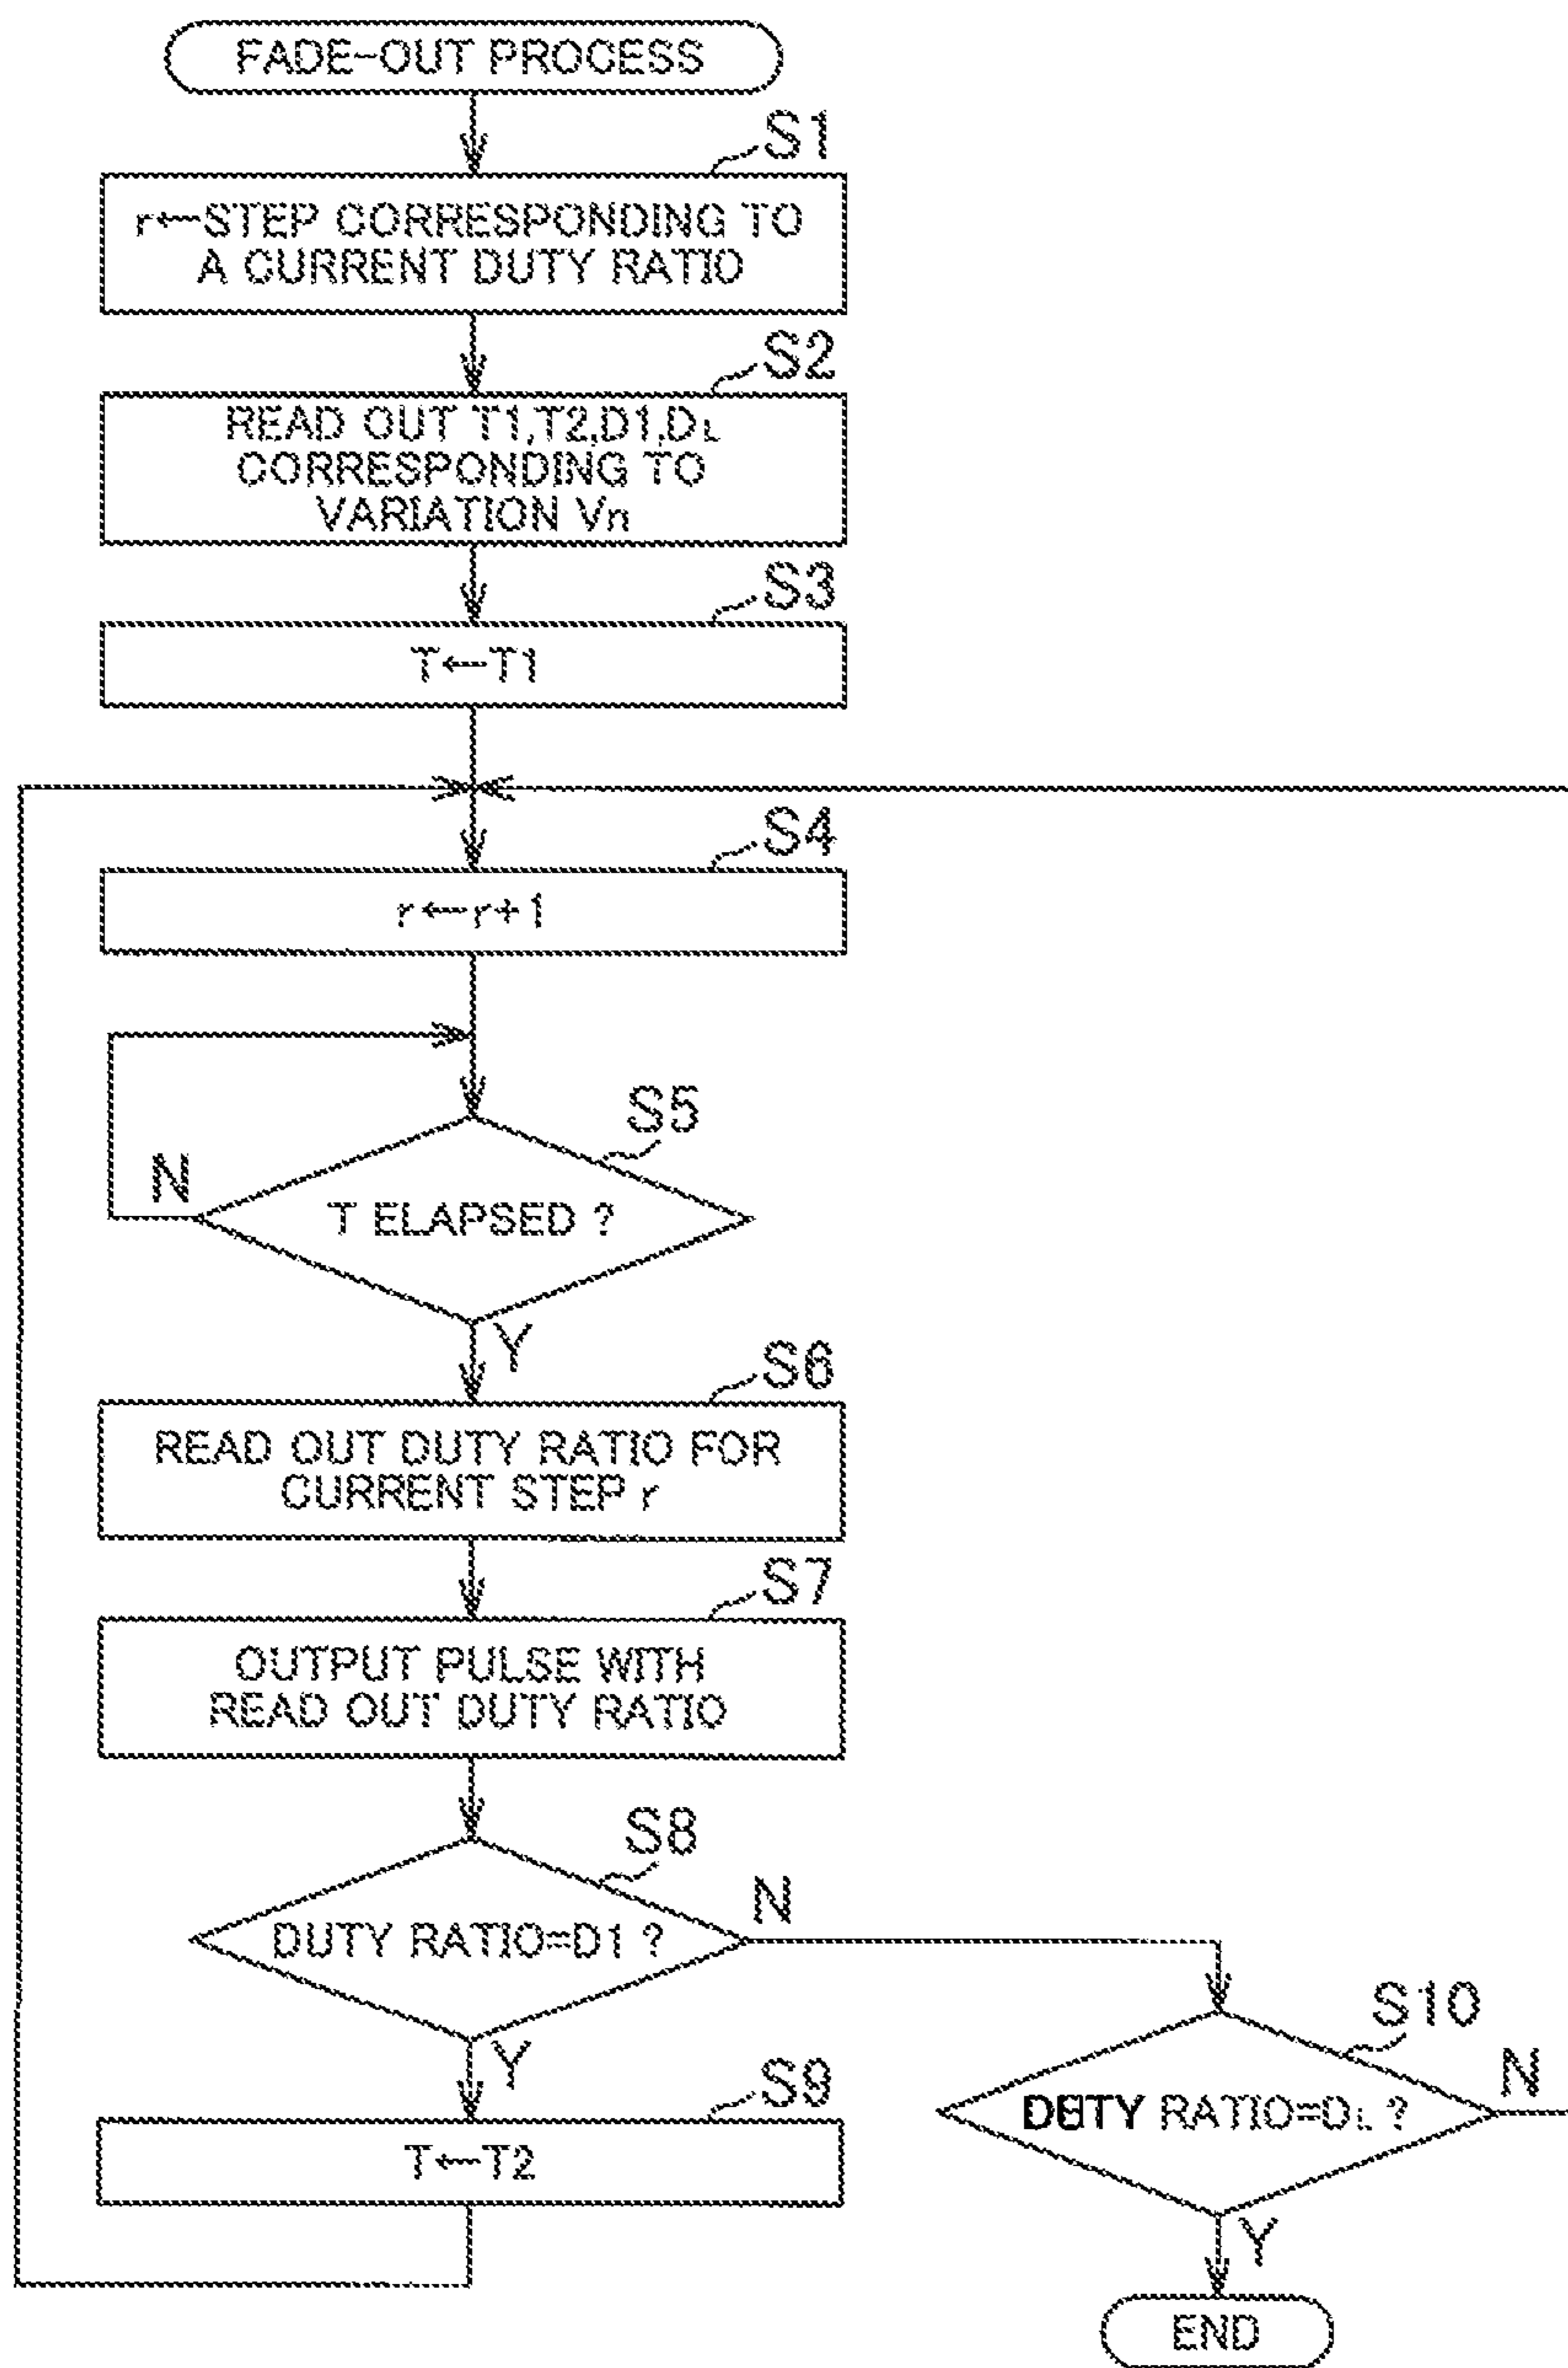 FADE-OUT PROCESS
S1
r←STEP CORRESPONDING TO
A CURRENT DUTY RATIO
S2
READ OUT T1,T2,D1,DL
CORRESPONDING TO
VARIATION Vn
S3
T←T1
S4
r←r+1
S5
N
T ELAPSED ?
Y
S6
READ OUT DUTY RATIO FOR
CURRENT STEP r
S7
OUTPUT PULSE WITH
READ OUT DUTY RATIO
S8
N
DUTY RATIO=D1 ?
Y
S10
N
RATIO=DL ?
S9
T←T2
Y
END